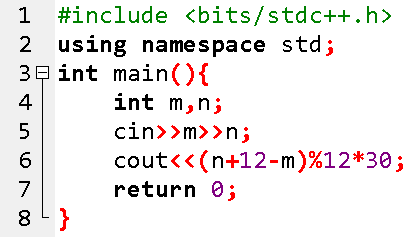 1 #include <bits/stdc++.h>
2 using namespace std;
3 int main(){
4     int m,n;
5     cin>>m>>n;
6     cout<<(n+12-m)%12*30;
7     return 0;
8 }